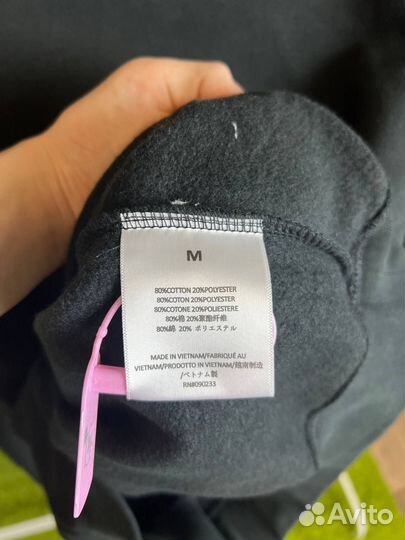 M
80%COTTON 20%POLYESTER
80%COTON 20%POLYESTER
80%COTONE 20%POLIESTERE
80%棉 20%聚酯纤维
80%綿 20% ポリエステル
MADE IN VIETNAM/FABRIQUÉ AU
VIETNAM/PRODOTTO IN VIETNAM/越南制造
/ベトナム製
RN#090233
Avito